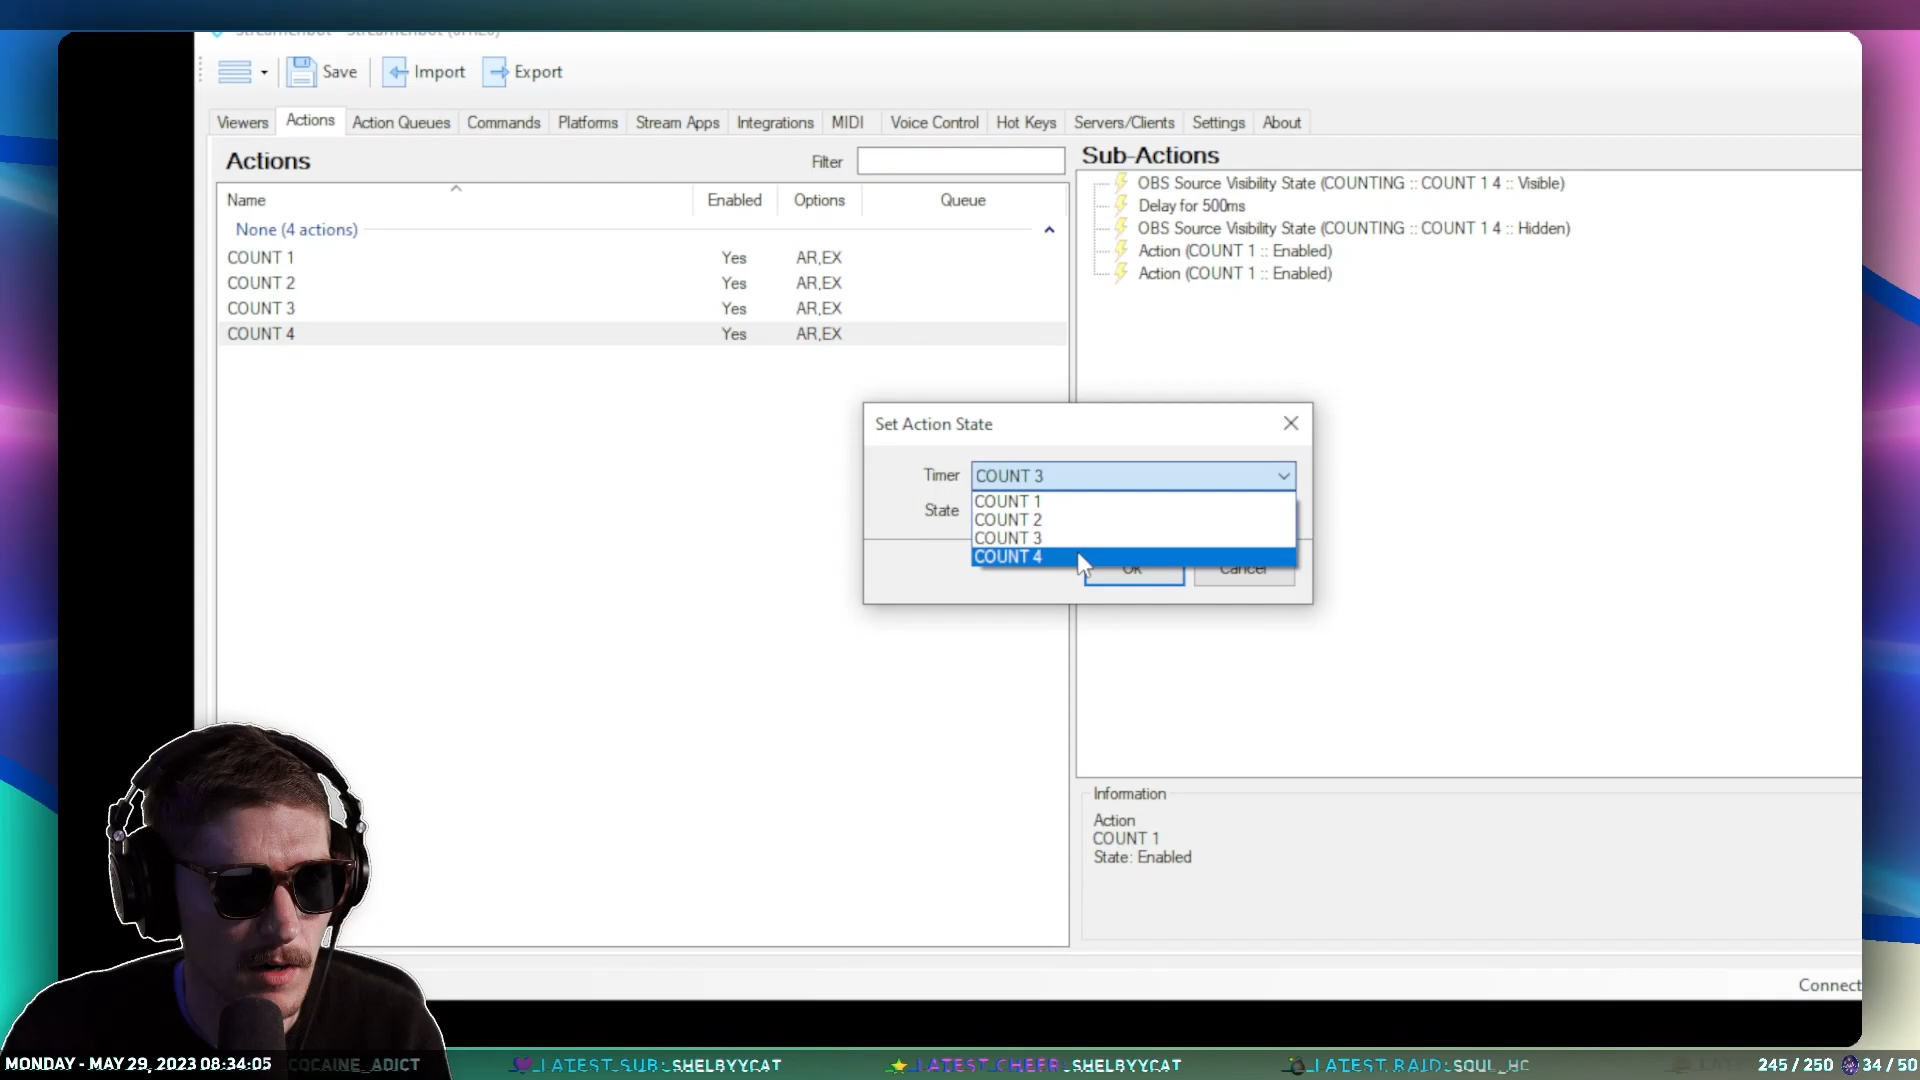 Save
Import
Export
Viewers
Actions
Action Queues
Commands
Platforms
Stream Apps
Integrations
MIDI
Voice Control
Hot Keys
Servers/Clients
Settings
About
Actions
Filter
Name
Enabled
Options
Queue
None (4 actions)
COUNT 1 Yes AR,EX
COUNT 2 Yes AR,EX
COUNT 3 Yes AR,EX
COUNT 4 Yes AR,EX
Sub-Actions
OBS Source Visibility State (COUNTING :: COUNT 1 4 :: Visible)
Delay for 500ms
OBS Source Visibility State (COUNTING :: COUNT 1 4 :: Hidden)
Action (COUNT 1 :: Enabled)
Action (COUNT 1 :: Enabled)
Set Action State
Timer
COUNT 3
State
COUNT 1
COUNT 2
COUNT 3
COUNT 4
Ok
Cancel
Information
Action
COUNT 1
State: Enabled
Connect
MONDAY - MAY 29, 2023 08:34:05
COCAINE_ADICT
LATEST SUB: SHELBYYCAT
LATEST CHEER: SHELBYYCAT
LATEST RAID: SOUL_HC
245 / 250
34 / 50